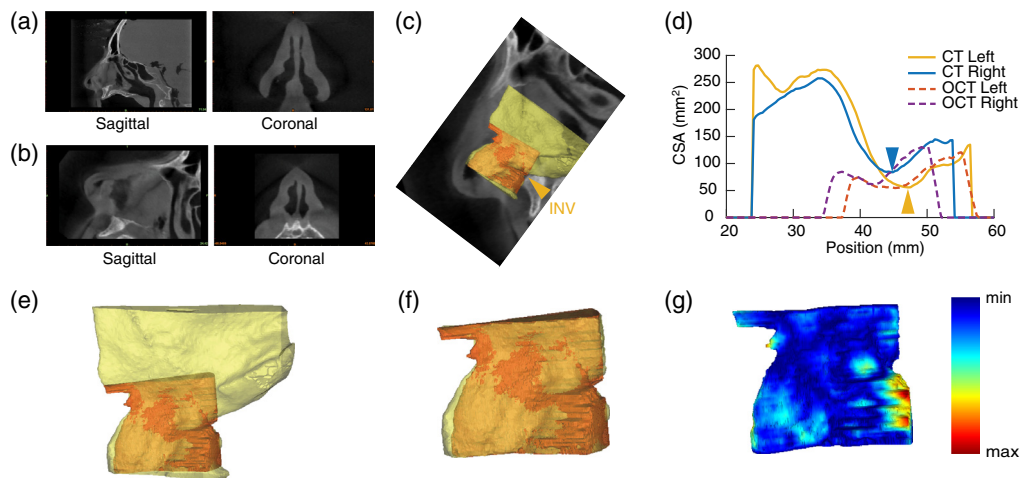 (a)
Sagittal
Coronal
(b)
Sagittal
Coronal
(c)
INV
(d)
CT Left
CT Right
OCT Left
OCT Right
CSA (mm²)
300
250
200
150
100
50
0
20 30 40 50 60
Position (mm)
(e)
(f)
(g)
min
max